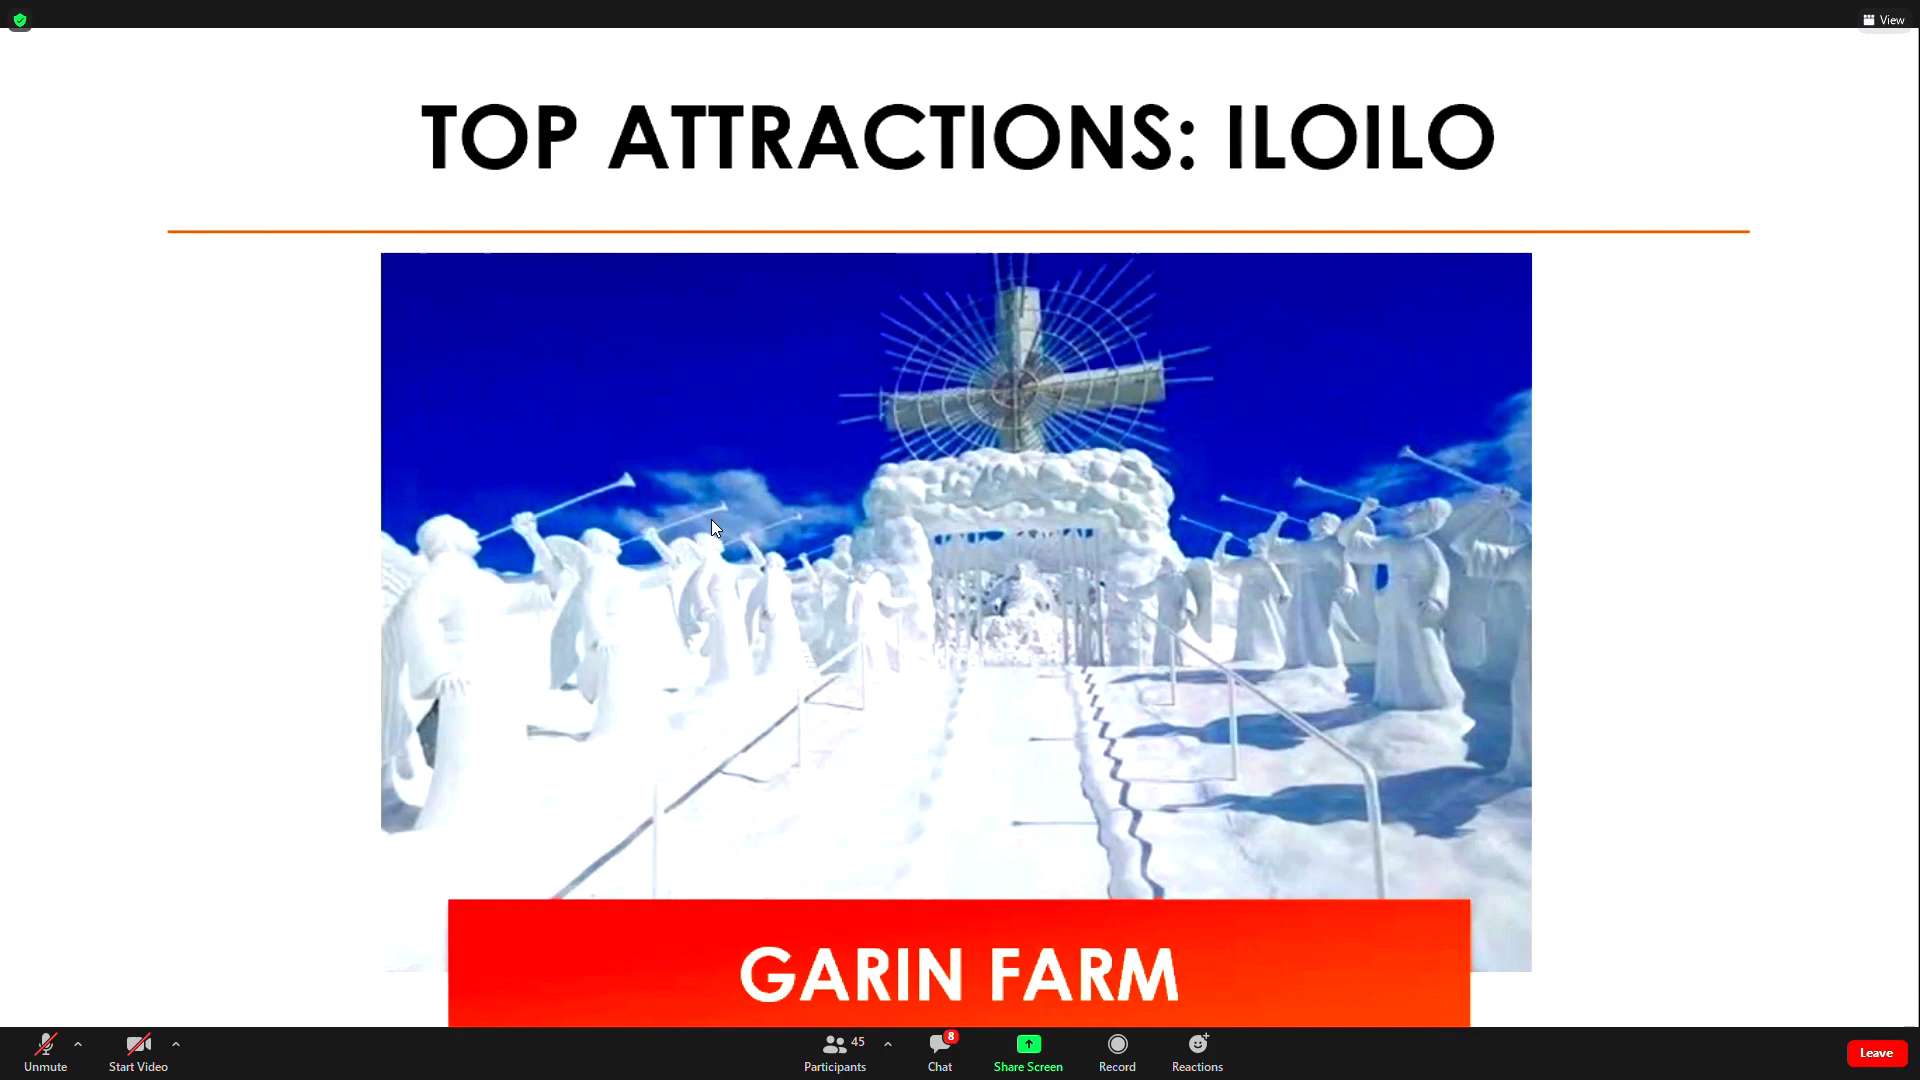 View
TOP ATTRACTIONS: ILOILO
GARIN FARM
Unmute
Start Video
45
Participants
8
Chat
Share Screen
Record
Reactions
Leave